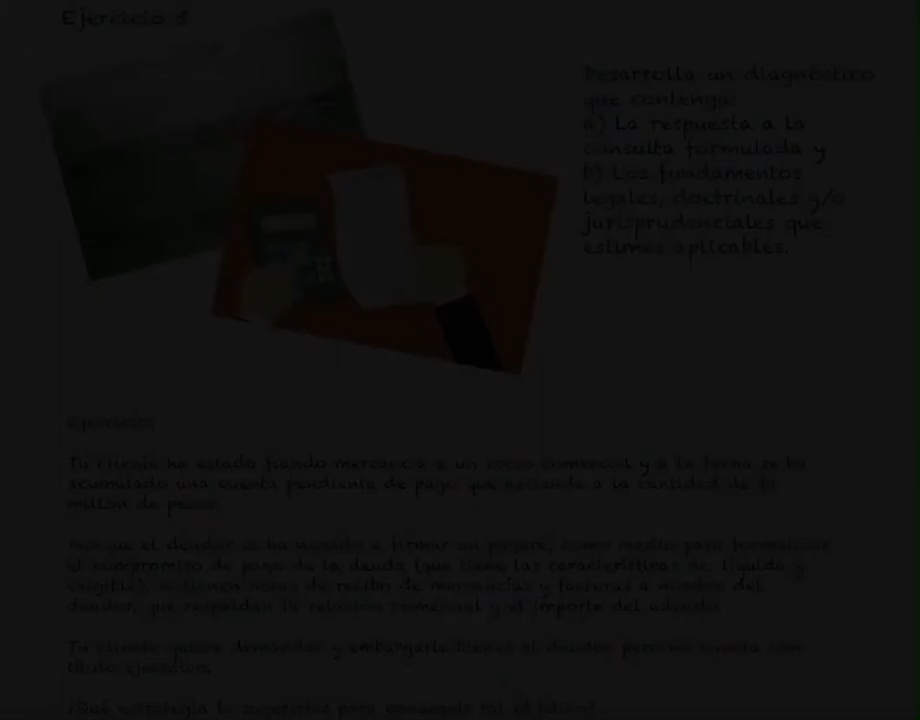 Ejercicio 3
Desarrolla un diagnóstico
que contenga:
a) La respuesta a la
consulta formulada y
b) Los fundamentos
legales, doctrinales y/o
jurisprudenciales que
estimes aplicables.
Ejercicio:
Tu cliente ha estado fiando mercancía a un socio comercial y a la fecha se ha
acumulado una cuenta pendiente de pago que asciende a la cantidad de
millón de pesos.
Aunque el deudor se ha negado a firmar un pagaré, como medio para formalizar
el compromiso de pago de la deuda (que tiene las características de: líquida y
exigible), si tienen notas de recibo de mercancías y facturas a nombre del
deudor, que respaldan la relación comercial y el importe del adeudo.
Tu cliente quiere demandar y embargarle bienes al deudor pero no cuenta con
título ejecutivo.
¿Qué estrategia le sugerirías para conseguir tal objetivo?